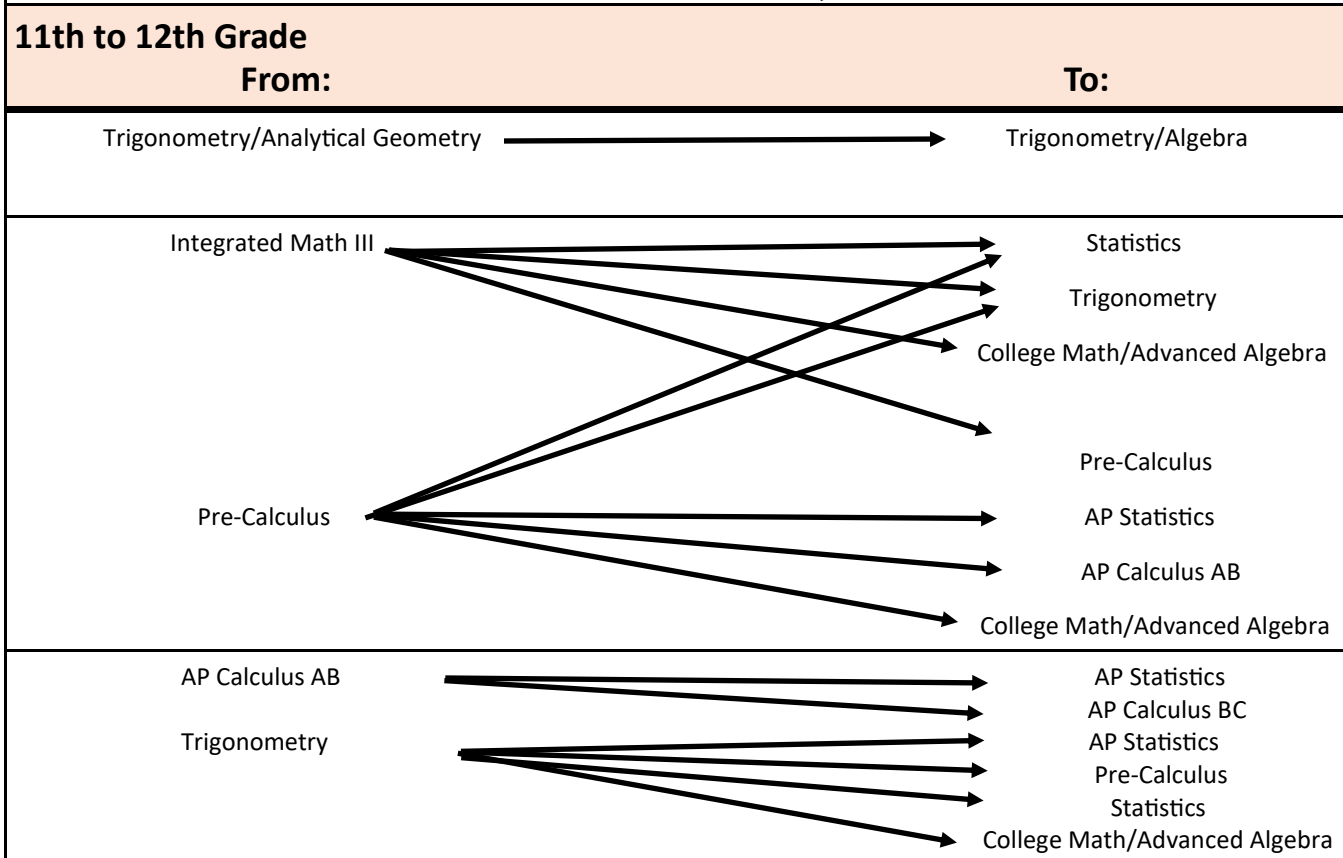 11th to 12th Grade
From: To:
Trigonometry/Analytical Geometry Trigonometry/Algebra
Integrated Math III Statistics
Trigonometry
College Math/Advanced Algebra
Pre-Calculus
Pre-Calculus AP Statistics
AP Calculus AB
College Math/Advanced Algebra
AP Calculus AB AP Statistics
AP Calculus BC
Trigonometry AP Statistics
Pre-Calculus
Statistics
College Math/Advanced Algebra